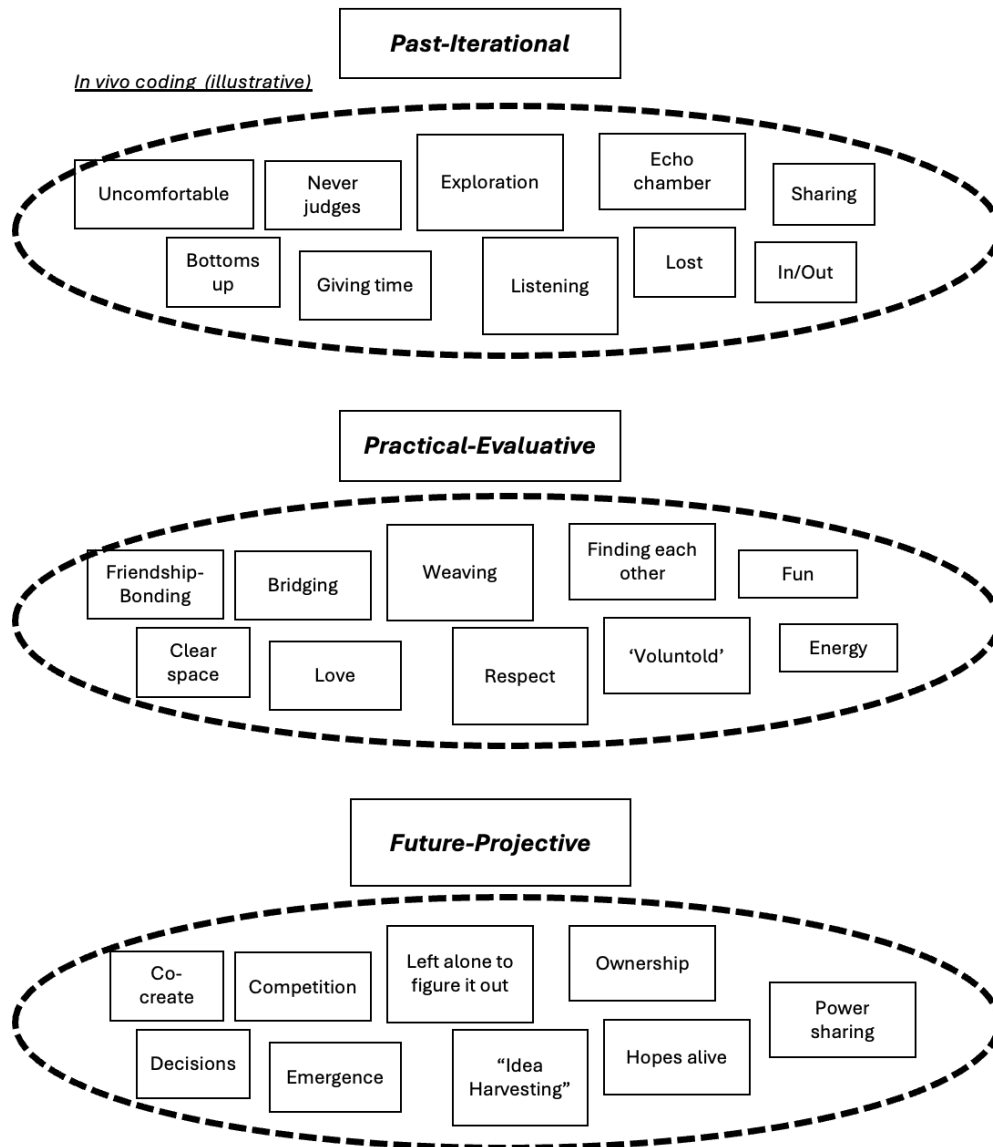 Past-Iterational
In vivo coding (illustrative)
Uncomfortable
Never
judges
Exploration
Echo
chamber
Sharing
Bottoms
up
Giving time
Listening
Lost
In/Out
Practical-Evaluative
Friendship-
Bonding
Bridging
Weaving
Finding each
other
Fun
Clear
space
Love
Respect
‘Voluntold’
Energy
Future-Projective
Co-
create
Competition
Left alone to
figure it out
Ownership
Power
sharing
Decisions
Emergence
“Idea
Harvesting”
Hopes alive